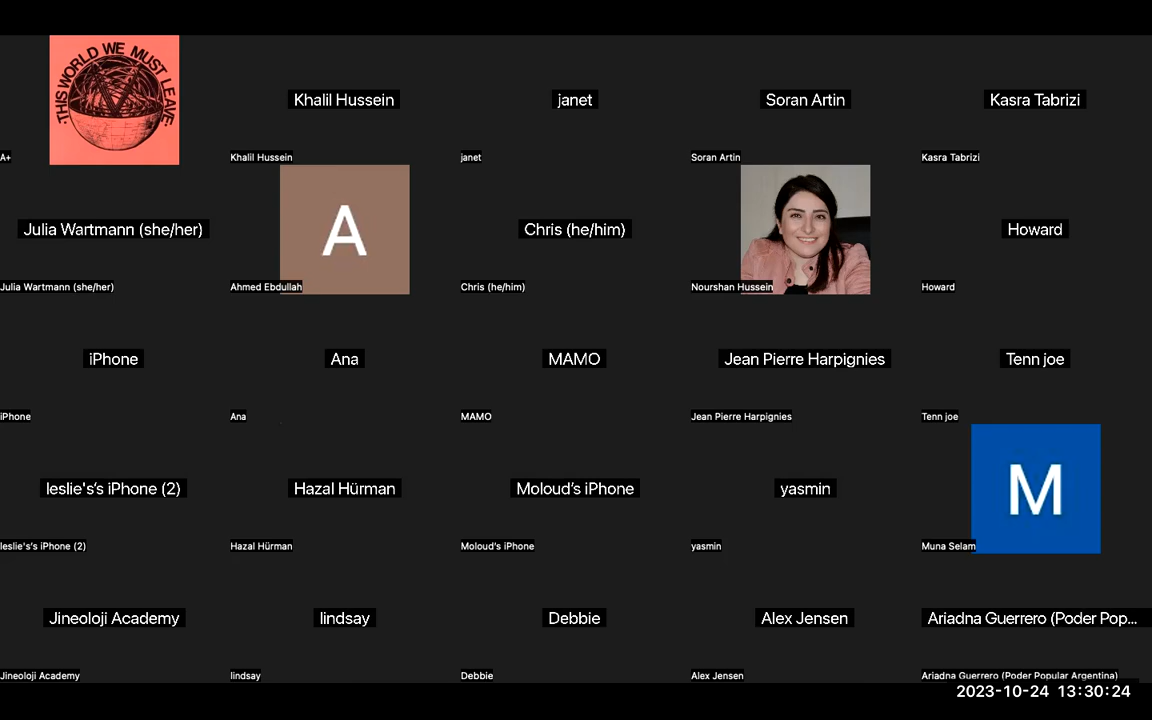 THIS WORLD WE MUST LEAVE
Khalil Hussein
janet
Soran Artin
Kasra Tabrizi
A+
Khalil Hussein
janet
Soran Artin
Kasra Tabrizi
Julia Wartmann (she/her)
A
Chris (he/him)
Howard
Julia Wartmann (she/her)
Ahmed Ebdullah
Chris (he/him)
Nourshan Hussein
Howard
iPhone
Ana
MAMO
Jean Pierre Harpignies
Tenn joe
iPhone
Ana
MAMO
Jean Pierre Harpignies
Tenn joe
leslie's's iPhone (2)
Hazal Hürman
Moloud's iPhone
yasmin
M
leslie's's iPhone (2)
Hazal Hürman
Moloud's iPhone
yasmin
Muna Selam
Jineoloji Academy
lindsay
Debbie
Alex Jensen
Ariadna Guerrero (Poder Pop...
Jineoloji Academy
lindsay
Debbie
Alex Jensen
Ariadna Guerrero (Poder Popular Argentina)
2023-10-24 13:30:24